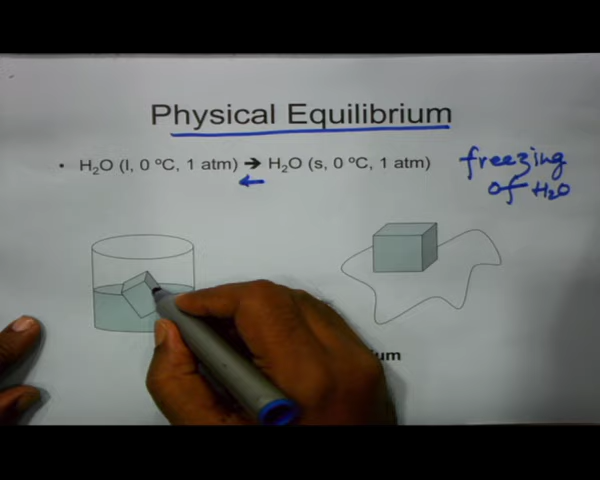 Physical Equilibrium
• H₂O (l, 0 ºC, 1 atm) → H₂O (s, 0 ºC, 1 atm)
←
freezing
of H₂O